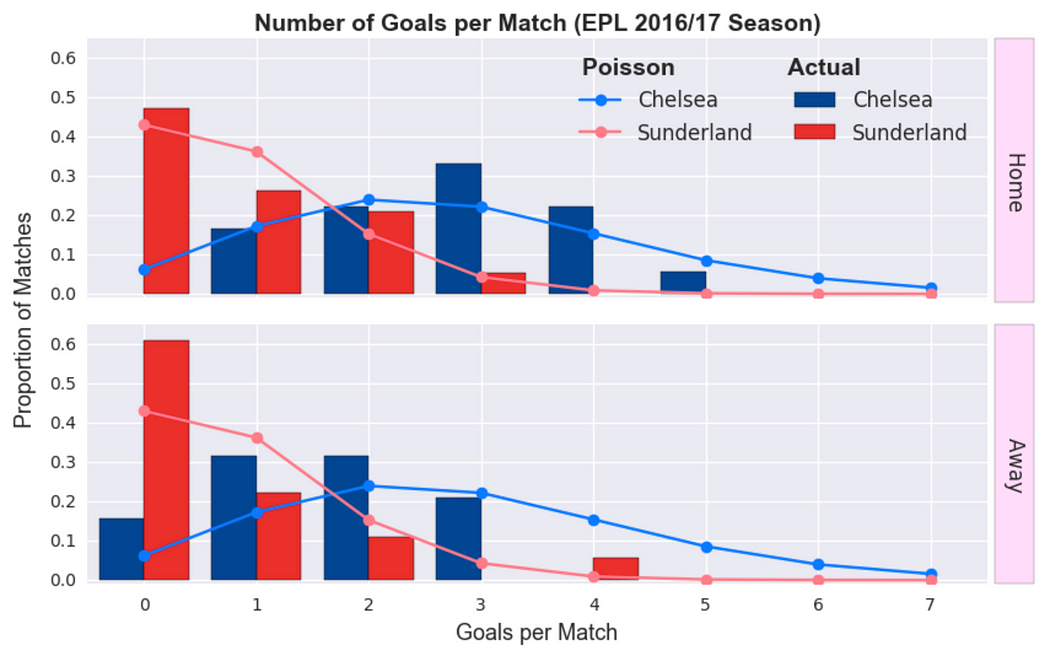 Number of Goals per Match (EPL 2016/17 Season)
Poisson Actual
Chelsea Chelsea
Sunderland Sunderland
0.6
0.5
0.4
0.3
0.2
0.1
0.0
Home
Proportion of Matches
0.6
0.5
0.4
0.3
0.2
0.1
0.0
Away
0 1 2 3 4 5 6 7
Goals per Match